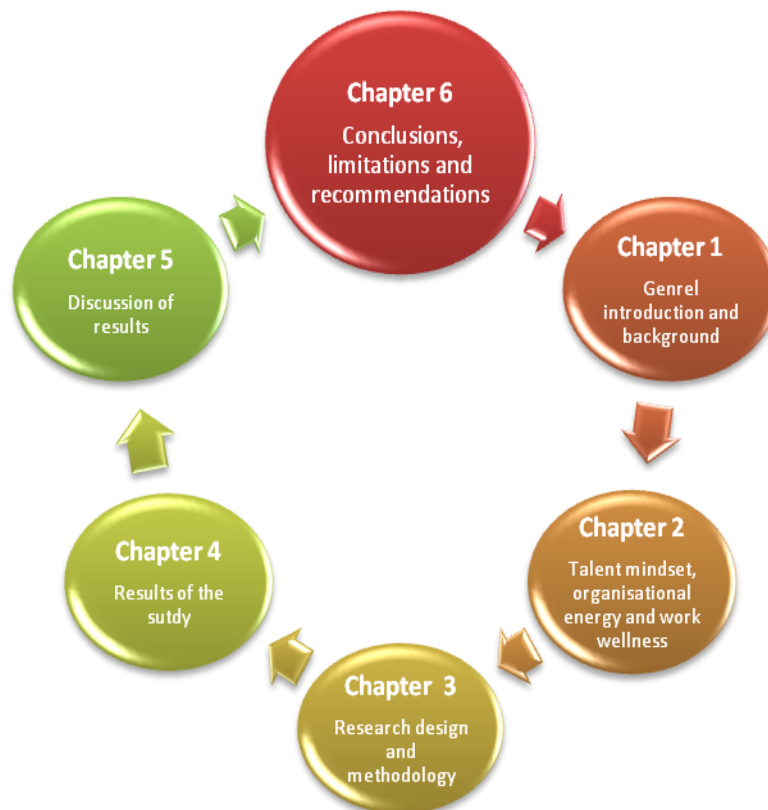 Chapter 6
Conclusions,
limitations and
recommendations
Chapter 1
Genrel
introduction and
background
Chapter 2
Talent mindset,
organisational
energy and work
wellness
Chapter 3
Research design
and
methodology
Chapter 4
Results of the
sutdy
Chapter 5
Discussion of
results